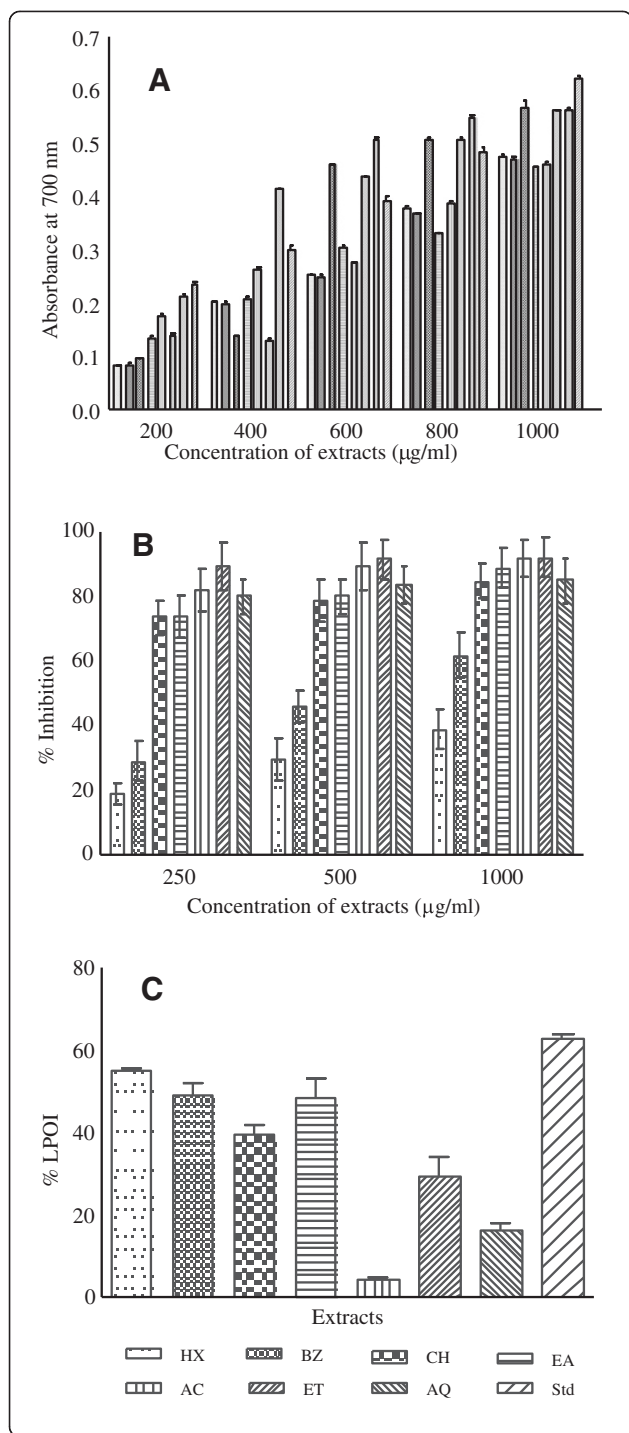 A
Absorbance at 700 nm
0.7
0.6
0.5
0.4
0.3
0.2
0.1
0.0
200 400 600 800 1000
Concentration of extracts (µg/ml)
B
% Inhibition
100
80
60
40
20
0
250 500 1000
Concentration of extracts (µg/ml)
C
% LPOI
80
60
40
20
0
Extracts
HX BZ CH EA
AC ET AQ Std